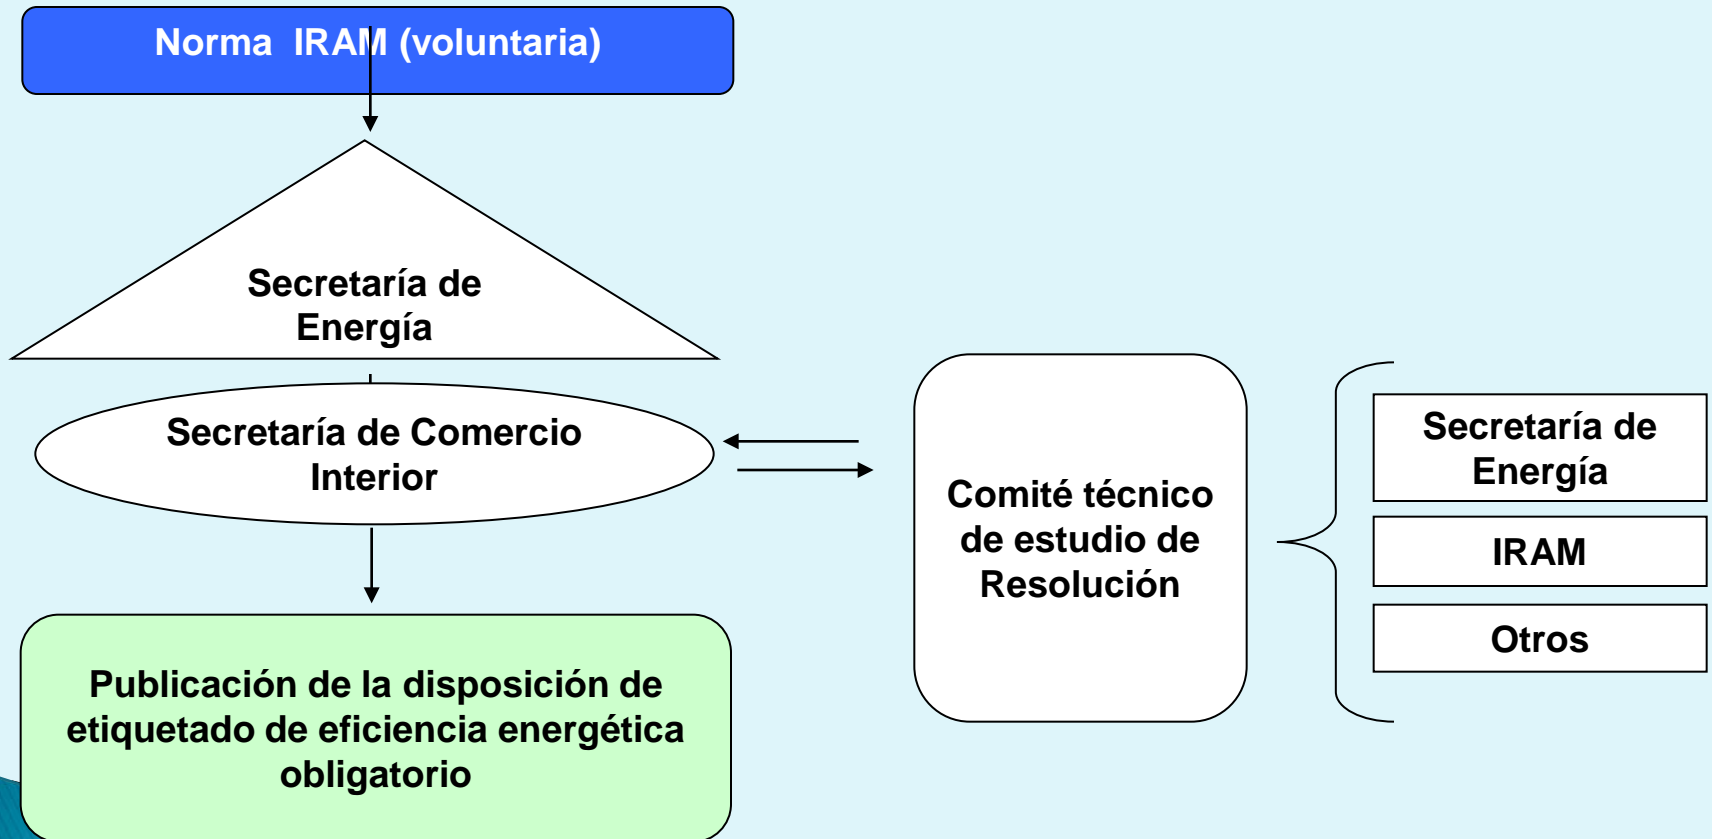 Norma IRAM (voluntaria)
Secretaría de
Energía
Secretaría de Comercio
Interior
Comité técnico
de estudio de
Resolución
Secretaría de
Energía
IRAM
Otros
Publicación de la disposición de
etiquetado de eficiencia energética
obligatorio